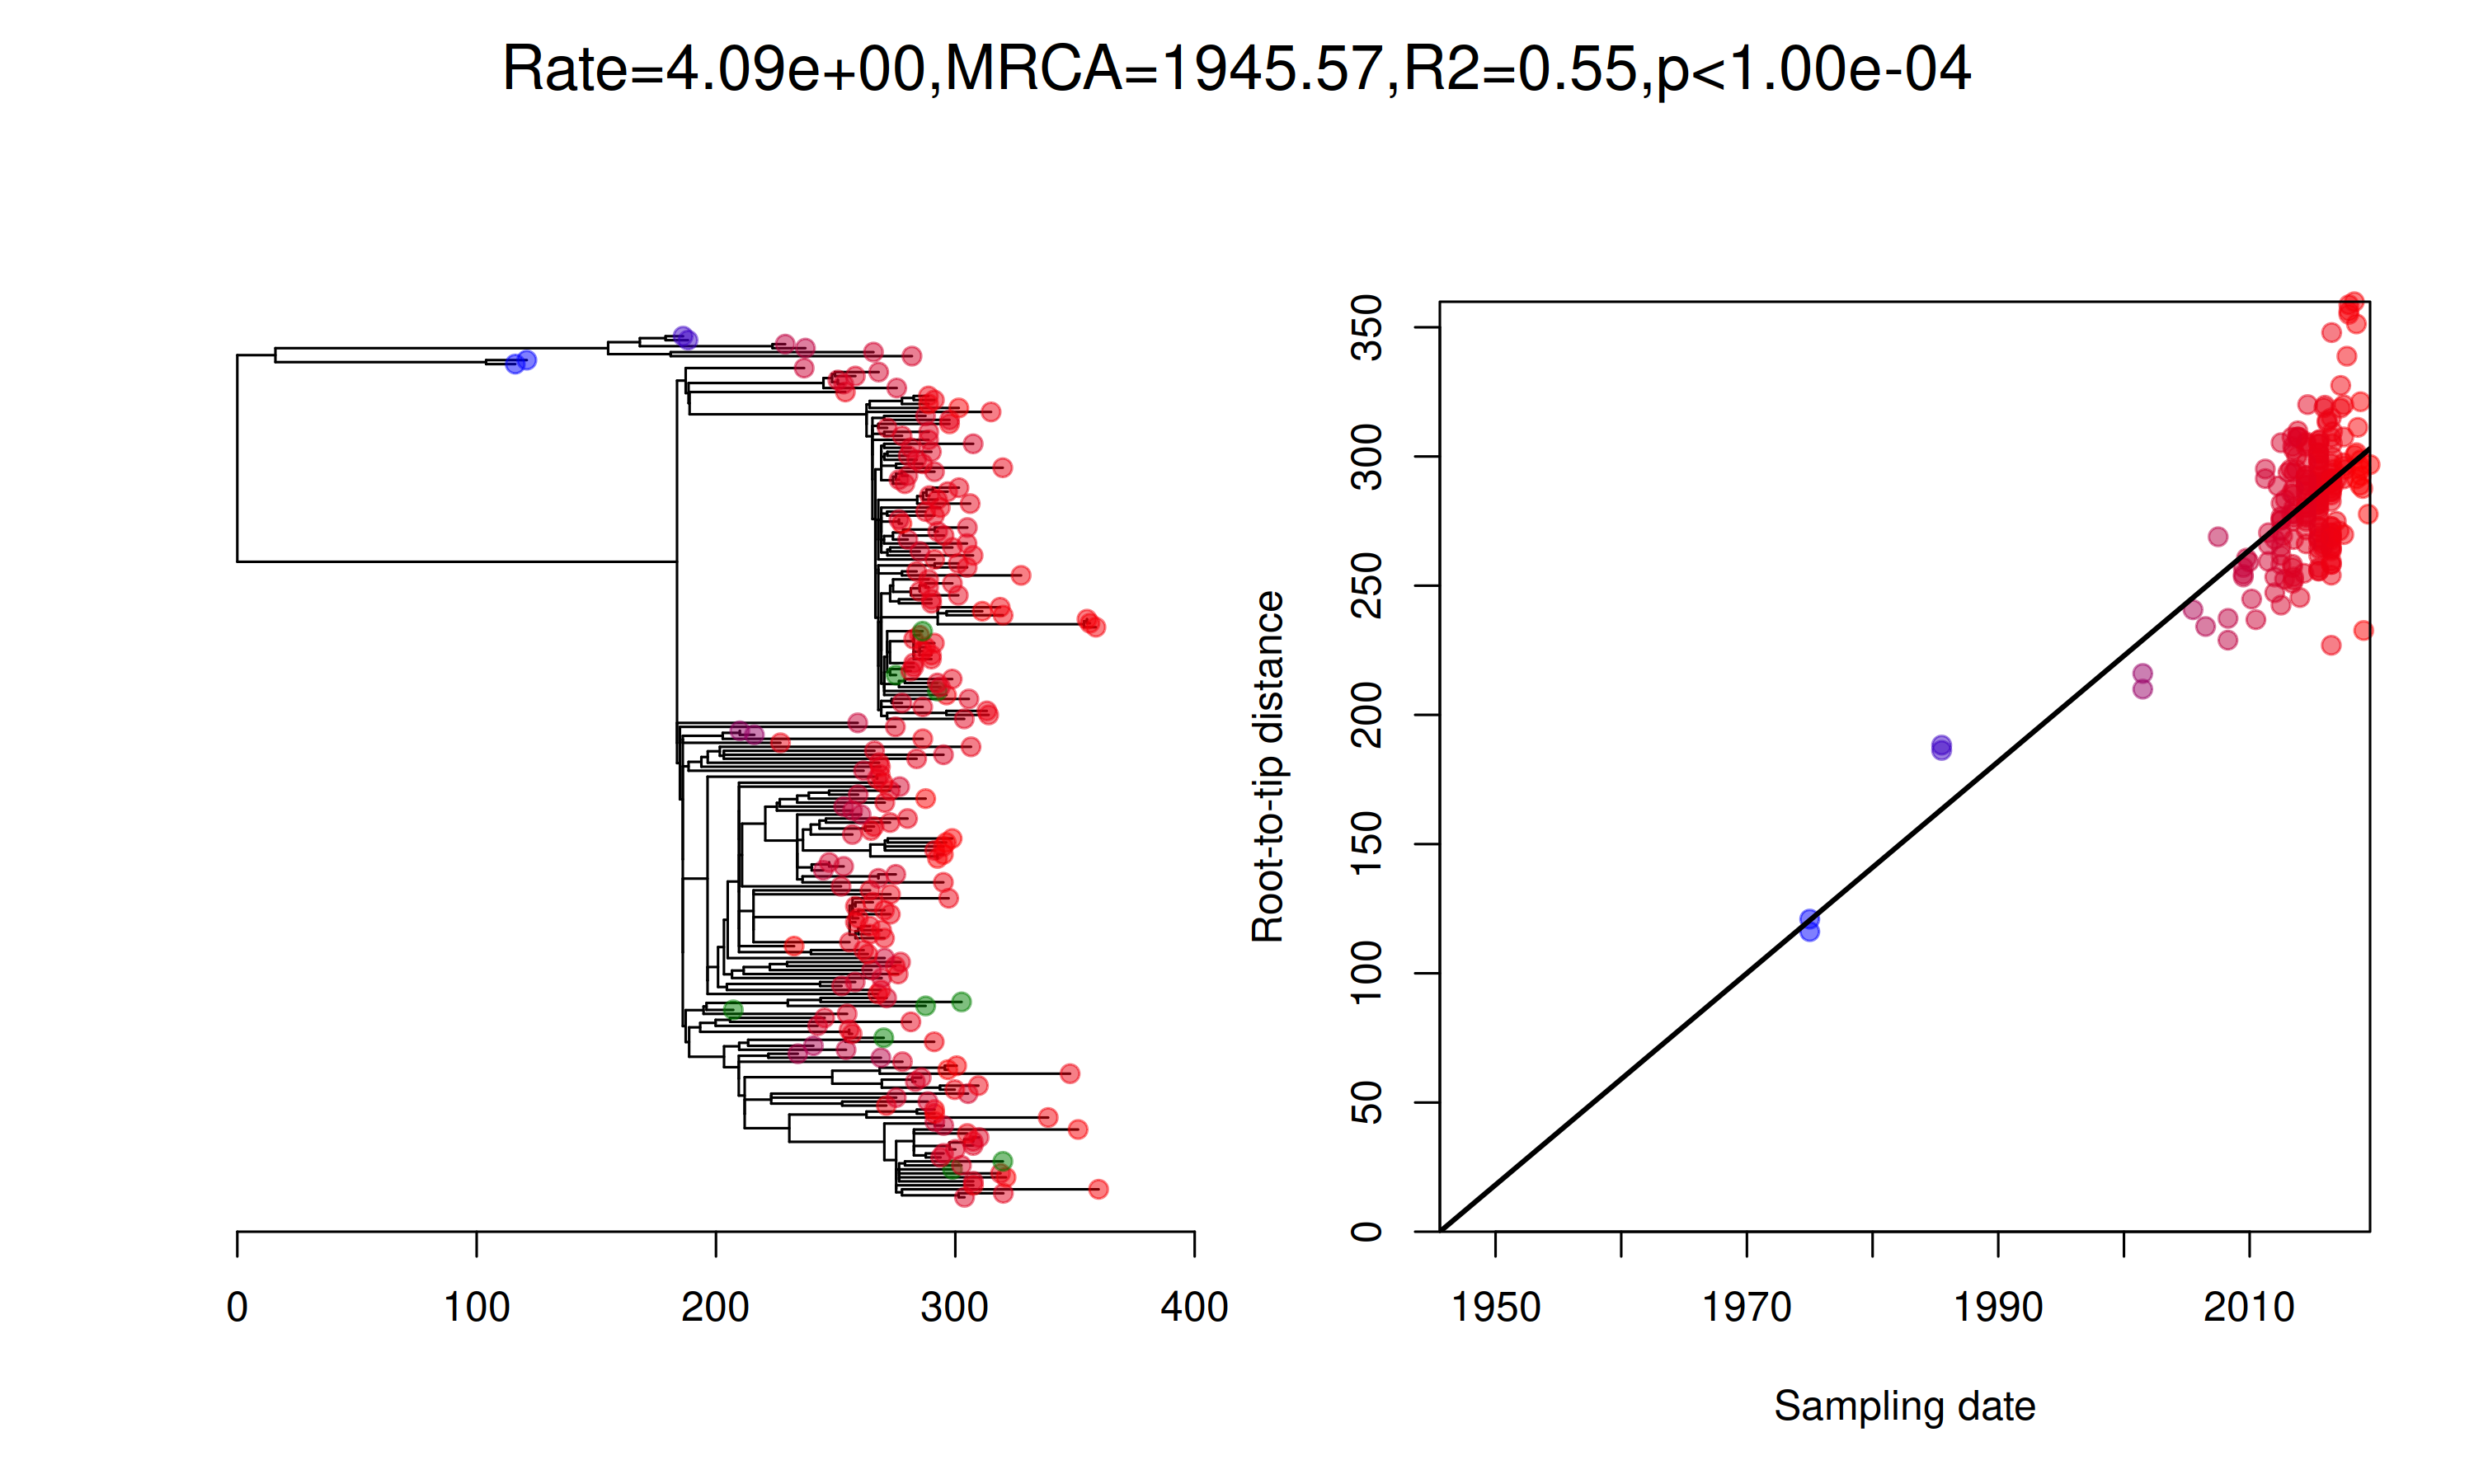 Rate=4.09e+00,MRCA=1945.57,R2=0.55,p<1.00e-04
0 100 200 300 400
Root-to-tip distance
0 50 100 150 200 250 300 350
1950 1970 1990 2010
Sampling date